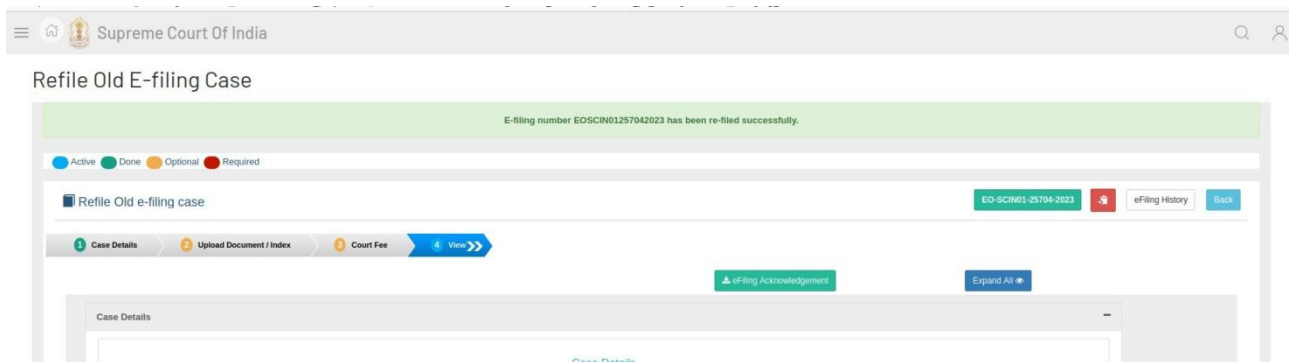 Supreme Court Of India
Refile Old E-filing Case
E-filing number EOSCIN01257042023 has been re-filed successfully.
Active Done Optional Required
Refile Old e-filing case EO-SCIN01-25704-2023 eFiling History Back
1 Case Details 2 Upload Document / Index 3 Court Fee 4 View
eFiling Acknowledgement Expand All
Case Details
Case Details